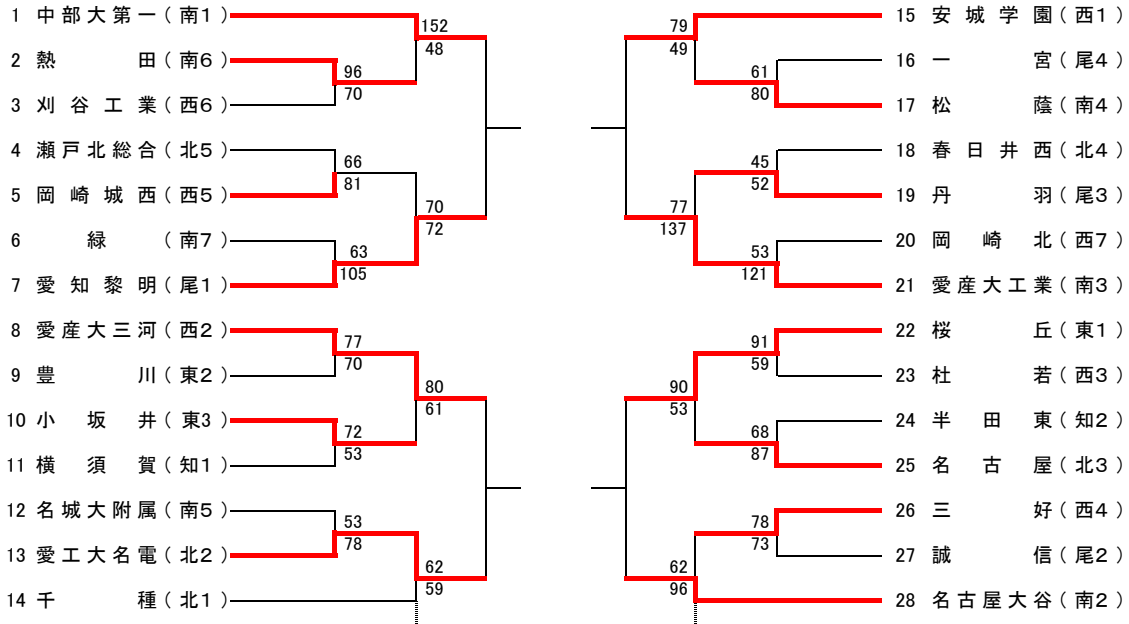 1 中部大第一(南1)
2 熱田(南6)
3 刈谷工業(西6)
4 瀬戸北総合(北5)
5 岡崎城西(西5)
6 緑(南7)
7 愛知黎明(尾1)
8 愛産大三河(西2)
9 豊川(東2)
10 小坂井(東3)
11 横須賀(知1)
12 名城大附属(南5)
13 愛工大名電(北2)
14 千種(北1)
96
70
66
81
63
105
77
70
72
53
53
78
152
48
70
72
80
61
62
59
79
49
77
137
90
53
62
96
61
80
45
52
53
121
91
59
68
87
78
73
15 安城学園(西1)
16 一宮(尾4)
17 松蔭(南4)
18 春日井西(北4)
19 丹羽(尾3)
20 岡崎北(西7)
21 愛産大工業(南3)
22 桜丘(東1)
23 杜若(西3)
24 半田東(知2)
25 名古屋(北3)
26 三好(西4)
27 誠信(尾2)
28 名古屋大谷(南2)